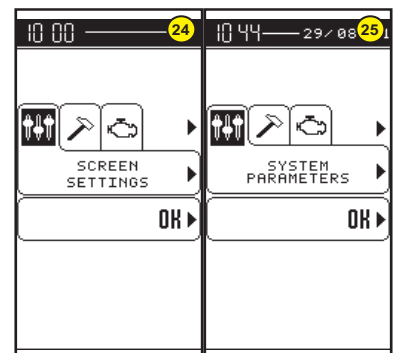 10 00 24
SCREEN
SETTINGS
OK
10 44 29/08 25
SYSTEM
PARAMETERS
OK